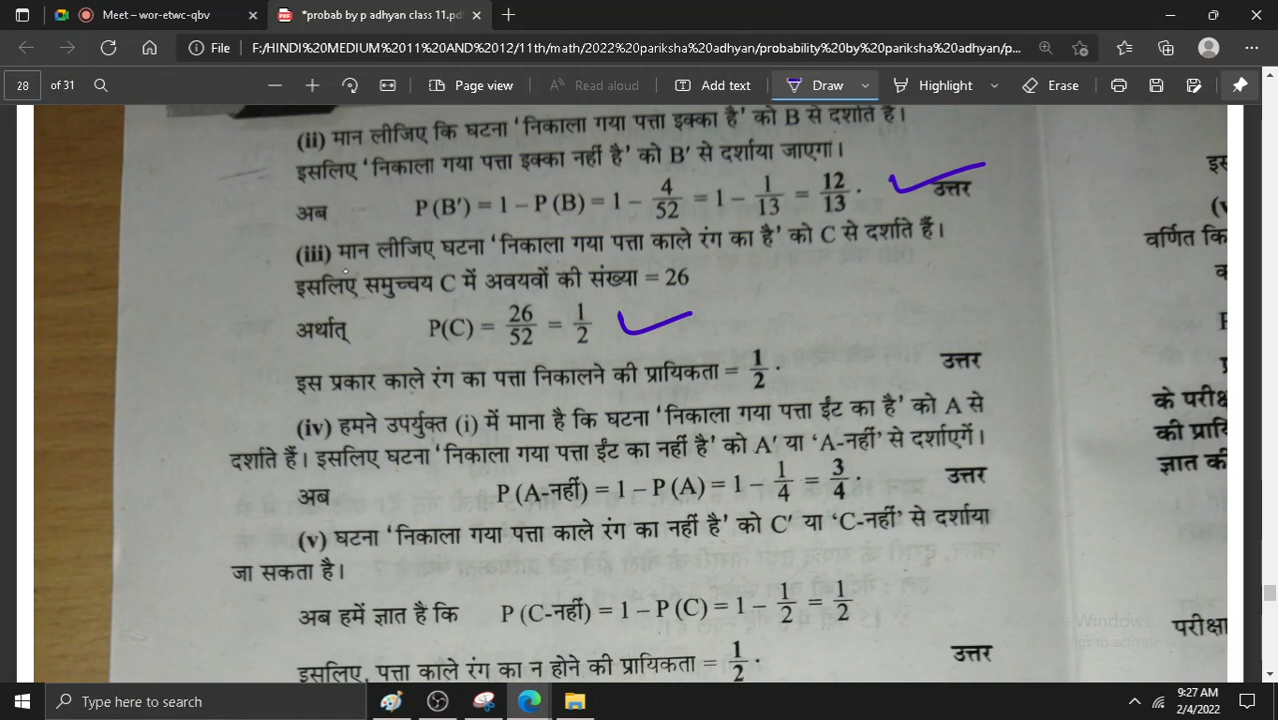 Meet – wor-etwc-qbv
*probab by p adhyan class 11.pdf
File
F:/HINDI%20MEDIUM%2011%20AND%2012/11th/math/2022%20pariksha%20adhyan/probability%20by%20pariksha%20adhyan/p...
28 of 31
Page view
Read aloud
Add text
Draw
Highlight
Erase
(ii) मान लीजिए कि घटना ‘निकाला गया पत्ता इक्का है’ को B से दर्शाते हैं।
इसलिए ‘निकाला गया पत्ता इक्का नहीं है’ को B′ से दर्शाया जाएगा।
अब P (B′) = 1 – P (B) = 1 – 4/52 = 1 – 1/13 = 12/13 · उत्तर
(iii) मान लीजिए घटना ‘निकाला गया पत्ता काले रंग का है’ को C से दर्शाते हैं।
इसलिए समुच्चय C में अवयवों की संख्या = 26
अर्थात् P(C) = 26/52 = 1/2
इस प्रकार काले रंग का पत्ता निकालने की प्रायिकता = 1/2 · उत्तर
(iv) हमने उपर्युक्त (i) में माना है कि घटना ‘निकाला गया पत्ता ईंट का है’ को A से
दर्शाते हैं। इसलिए घटना ‘निकाला गया पत्ता ईंट का नहीं है’ को A′ या ‘A-नहीं’ से दर्शाएगें।
अब P (A-नहीं) = 1 – P (A) = 1 – 1/4 = 3/4 · उत्तर
(v) घटना ‘निकाला गया पत्ता काले रंग का नहीं है’ को C′ या ‘C-नहीं’ से दर्शाया
जा सकता है।
अब हमें ज्ञात है कि P (C-नहीं) = 1 – P (C) = 1 – 1/2 = 1/2
इसलिए, पत्ता काले रंग का न होने की प्रायिकता = 1/2 · उत्तर
वर्णित कि
के परीक्ष
की प्रायि
ज्ञात की
परीक्षा
Type here to search
9:27 AM
2/4/2022